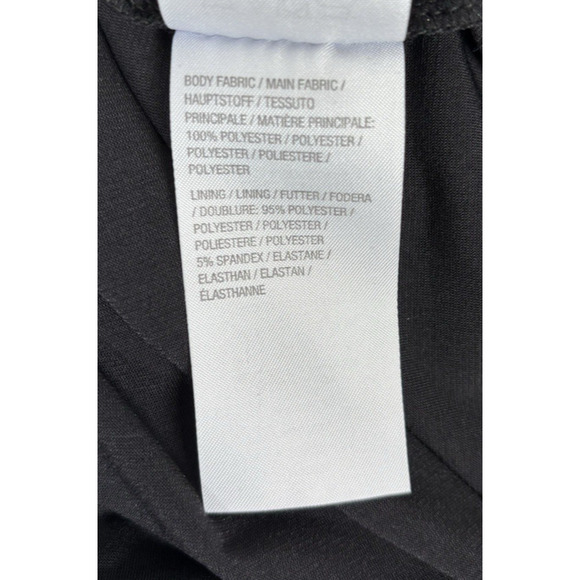 BODY FABRIC / MAIN FABRIC /
HAUPTSTOFF / TESSUTO
PRINCIPALE / MATIÈRE PRINCIPALE:
100% POLYESTER / POLYESTER /
POLYESTER / POLIESTERE /
POLYESTER
LINING / LINING / FUTTER / FODERA
/ DOUBLURE: 95% POLYESTER /
POLYESTER / POLYESTER /
POLIESTERE / POLYESTER
5% SPANDEX / ELASTANE /
ELASTHAN / ELASTAN /
ÉLASTHANNE